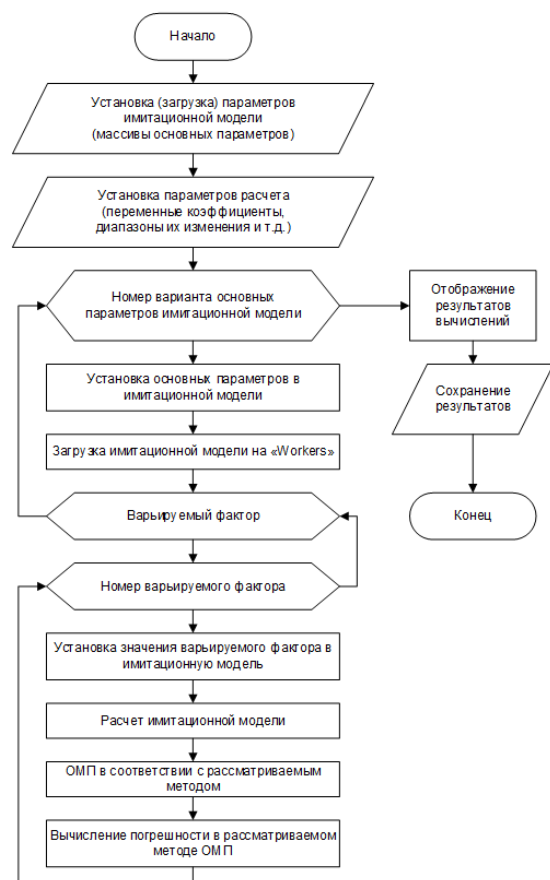 Начало
Установка (загрузка) параметров
имитационной модели
(массивы основных параметров)
Установка параметров расчета
(переменные коэффициенты,
диапазоны их изменения и т.д.)
Номер варианта основных
параметров имитационной модели
Отображение
результатов
вычислений
Установка основных параметров в
имитационной модели
Сохранение
результатов
Загрузка имитационной модели на «Workers»
Варьируемый фактор
Конец
Номер варьируемого фактора
Установка значения варьируемого фактора в
имитационную модель
Расчет имитационной модели
ОМП в соответствии с рассматриваемым
методом
Вычисление погрешности в рассматриваемом
методе ОМП